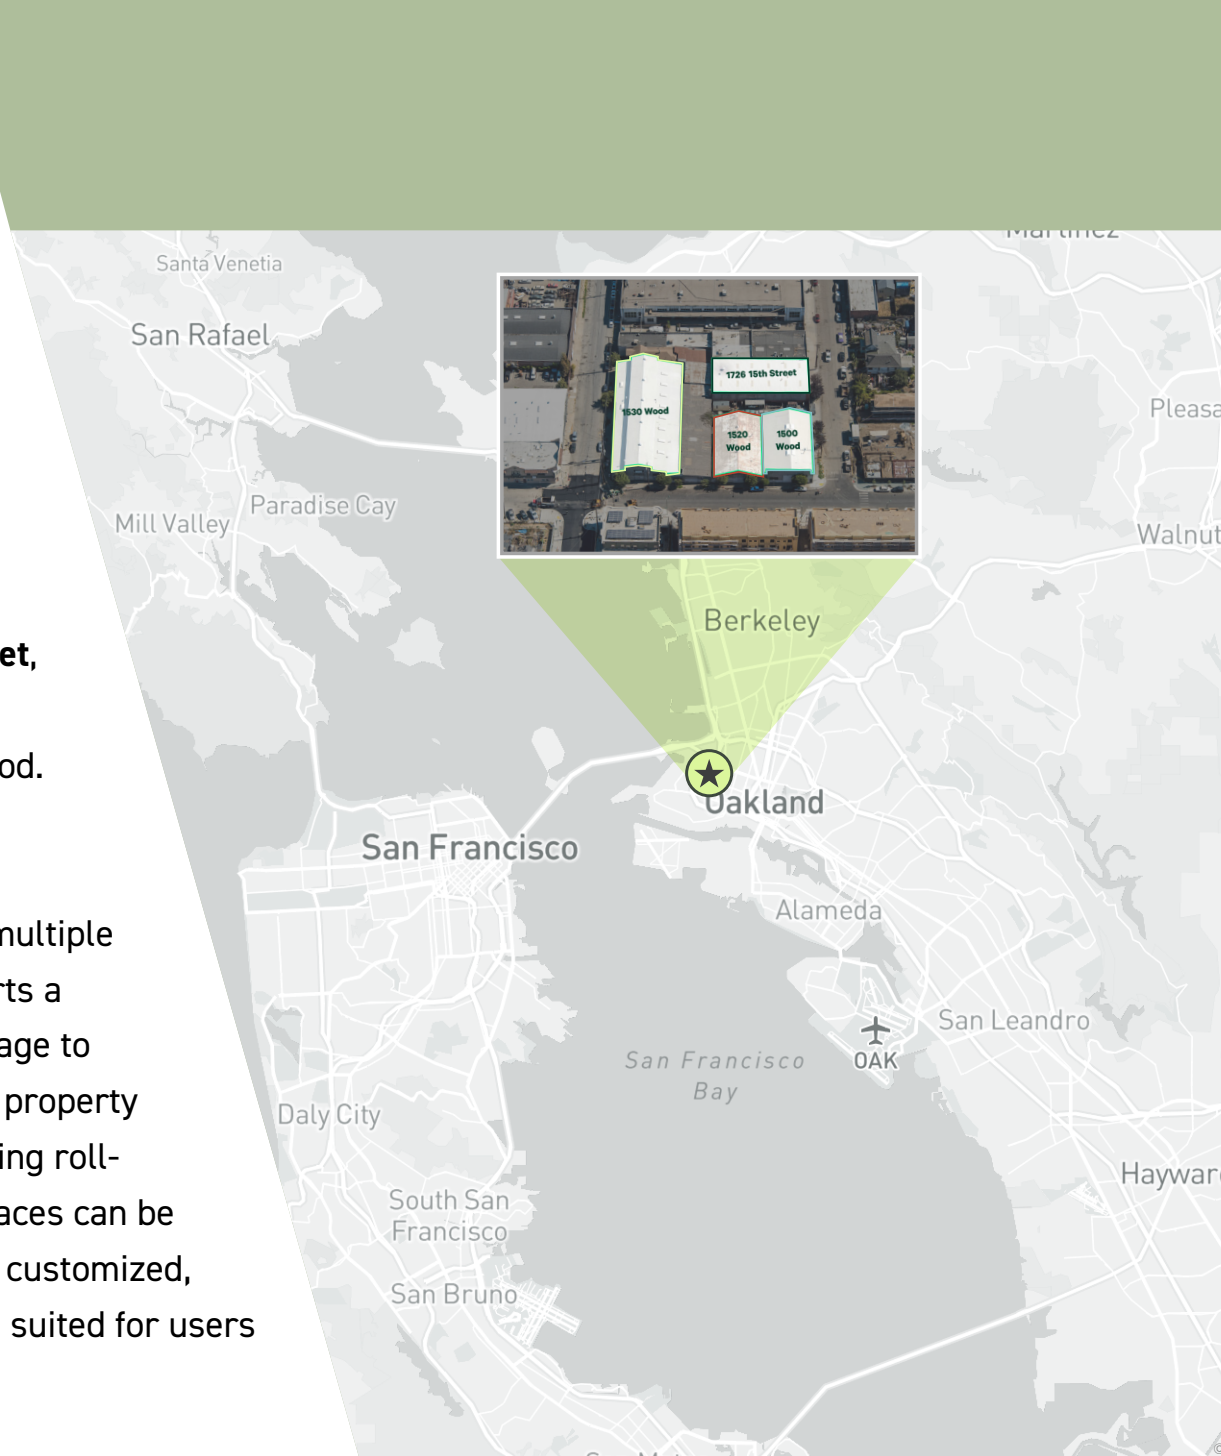 et,
od.
multiple
rts a
age to
property
ing roll-
aces can be
customized,
suited for users
Martinez
Santa Venetia
San Rafael
1726 15th Street
1530 Wood
1520
Wood
1500
Wood
Pleasa
Paradise Cay
Mill Valley
Walnut
Berkeley
Oakland
San Francisco
Alameda
San Leandro
OAK
San Francisco
Bay
Daly City
Haywar
South San
Francisco
San Bruno